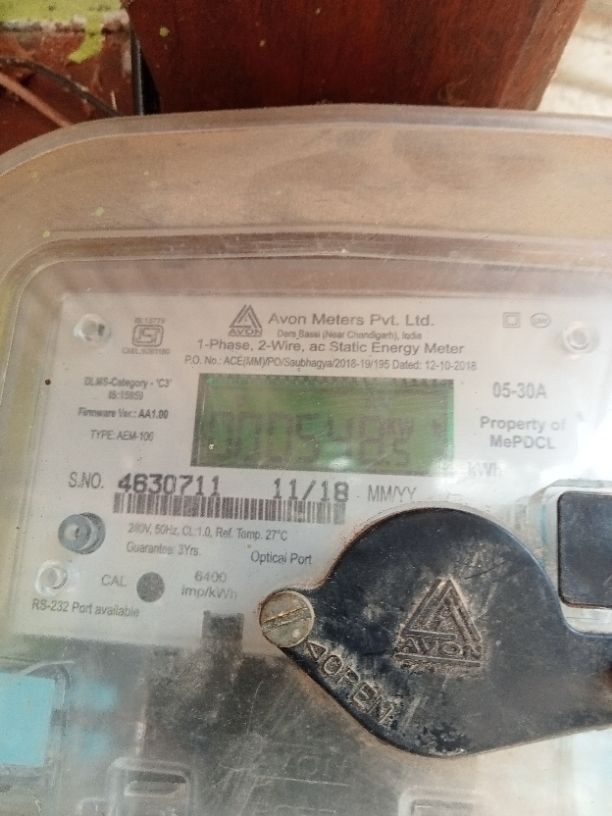 IS:13779
CM/L:9261180
AVON
Avon Meters Pvt. Ltd.
Dera Bassi (Near Chandigarh), India
1-Phase, 2-Wire, ac Static Energy Meter
P.O. No.: ACE(MM)/PO/Saubhagya/2018-19/195 Dated: 12-10-2018
DLMS-Category - 'C3'
IS:15959
Firmware Ver.: AA1.00
TYPE: AEM-106
05-30A
Property of
MePDCL
kWh
S.NO. 4630711 11/18 MM/YY
240V, 50Hz, CL 1.0, Ref. Temp. 27°C
Guarantee: 3Yrs.
Optical Port
CAL
6400
imp/kWh
RS-232 Port available
AVON
OPEN